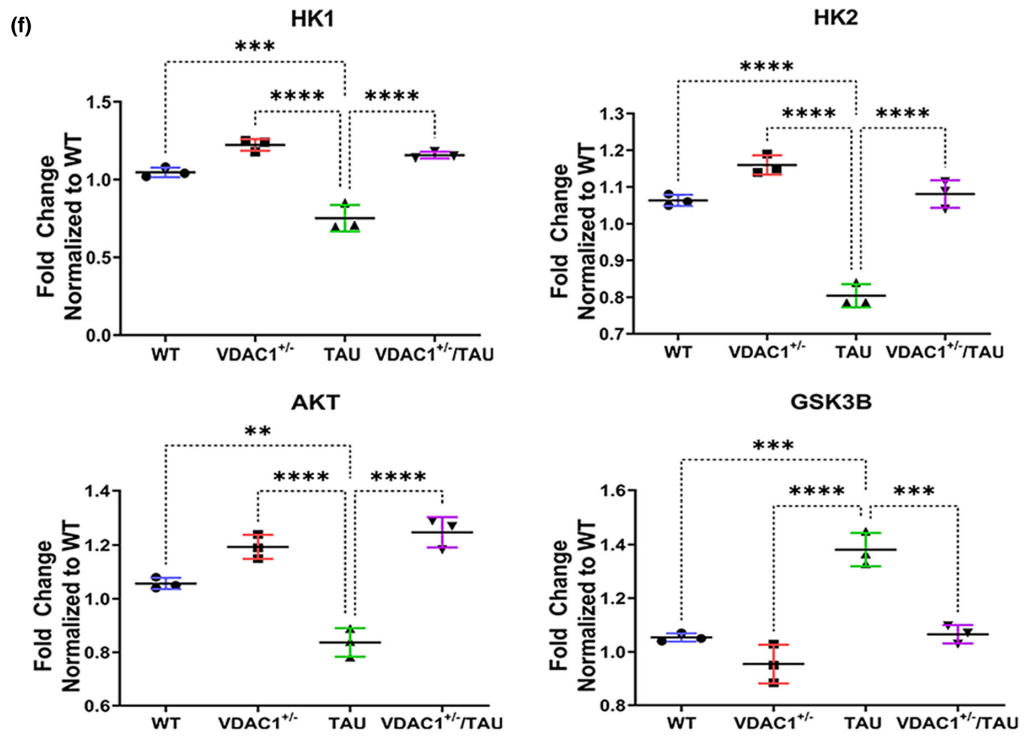 (f)
HK1
***
****
****
Fold Change
Normalized to WT
1.5
1.0
0.5
0.0
WT
VDAC1+/-
TAU
VDAC1+/-/TAU
HK2
****
****
****
Fold Change
Normalized to WT
1.3
1.2
1.1
1.0
0.9
0.8
0.7
WT
VDAC1+/-
TAU
VDAC1+/-/TAU
AKT
**
****
****
Fold Change
Normalized to WT
1.4
1.2
1.0
0.8
0.6
WT
VDAC1+/-
TAU
VDAC1+/-/TAU
GSK3B
***
****
***
Fold Change
Normalized to WT
1.6
1.4
1.2
1.0
0.8
WT
VDAC1+/-
TAU
VDAC1+/-/TAU